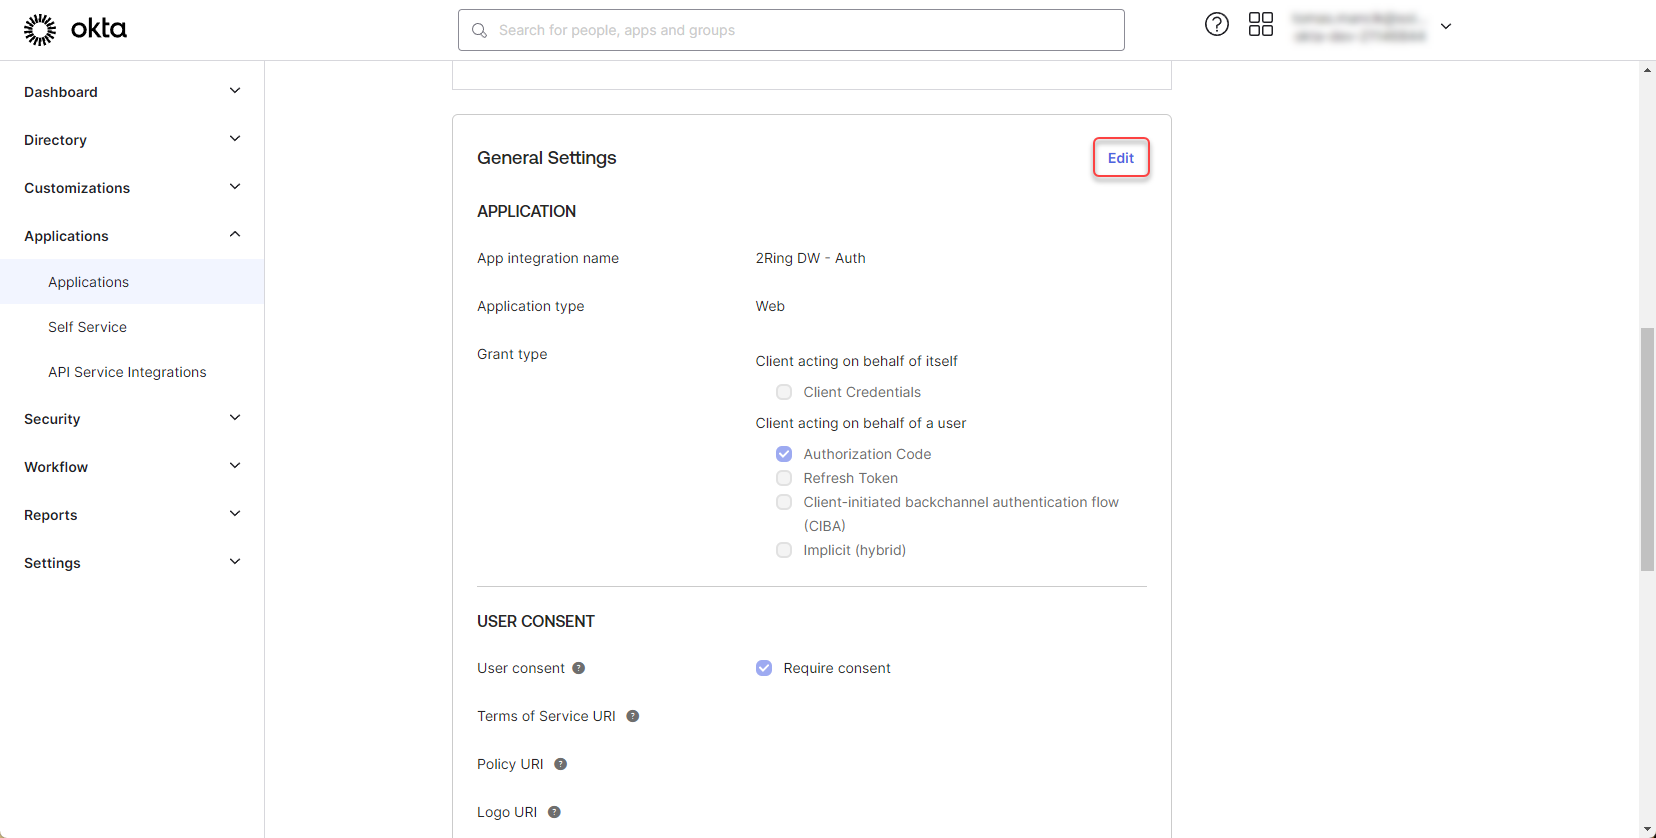 okta
Search for people, apps and groups
Dashboard
Directory
Customizations
Applications
Applications
Self Service
API Service Integrations
Security
Workflow
Reports
Settings
General Settings
Edit
APPLICATION
App integration name
2Ring DW - Auth
Application type
Web
Grant type
Client acting on behalf of itself
Client Credentials
Client acting on behalf of a user
Authorization Code
Refresh Token
Client-initiated backchannel authentication flow
(CIBA)
Implicit (hybrid)
USER CONSENT
User consent ?
Require consent
Terms of Service URI ?
Policy URI ?
Logo URI ?